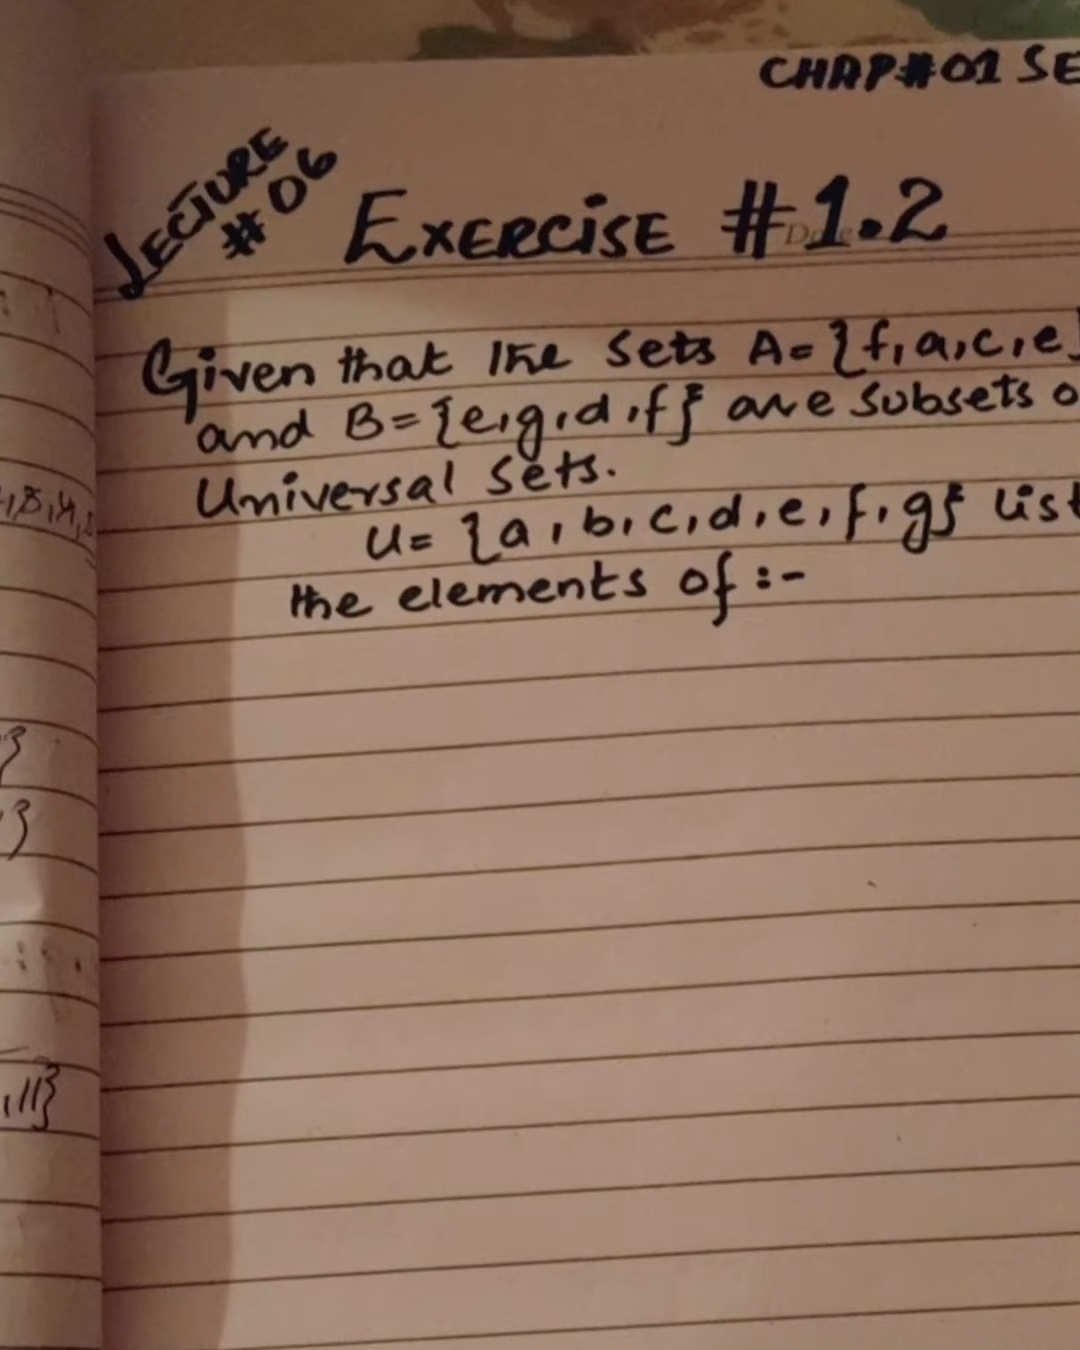 CHAP#01 SE
LECTURE
#06
EXERCISE #1.2
Given that the sets A={f,a,c,e}
and B={e,g,d,f} are subsets o
Universal sets.
U={a,b,c,d,e,f,g} list
the elements of :-
}
}
,11}